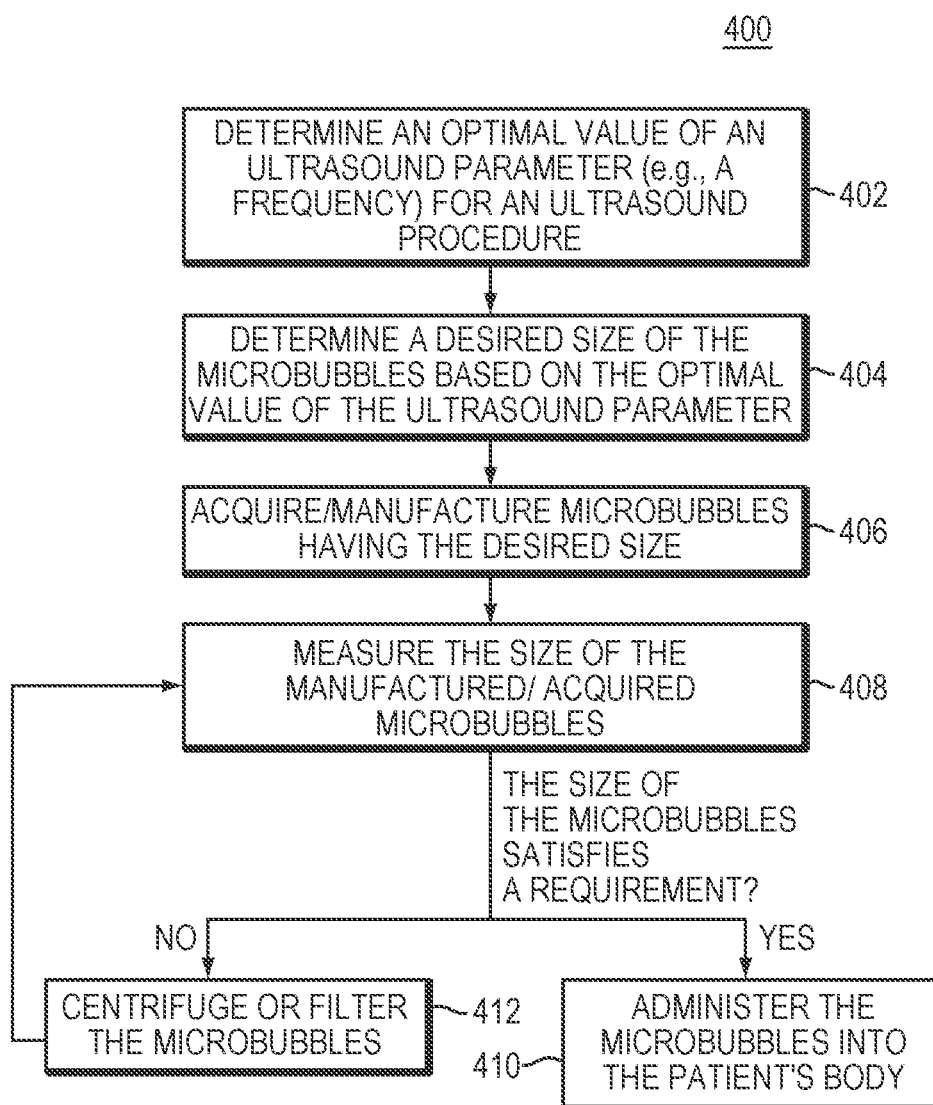 400
DETERMINE AN OPTIMAL VALUE OF AN
ULTRASOUND PARAMETER (e.g., A
FREQUENCY) FOR AN ULTRASOUND
PROCEDURE
402
DETERMINE A DESIRED SIZE OF THE
MICROBUBBLES BASED ON THE OPTIMAL
VALUE OF THE ULTRASOUND PARAMETER
404
ACQUIRE/MANUFACTURE MICROBUBBLES
HAVING THE DESIRED SIZE
406
MEASURE THE SIZE OF THE
MANUFACTURED/ ACQUIRED
MICROBUBBLES
408
THE SIZE OF
THE MICROBUBBLES
SATISFIES
A REQUIREMENT?
NO
YES
CENTRIFUGE OR FILTER
THE MICROBUBBLES
412
410
ADMINISTER THE
MICROBUBBLES INTO
THE PATIENT'S BODY